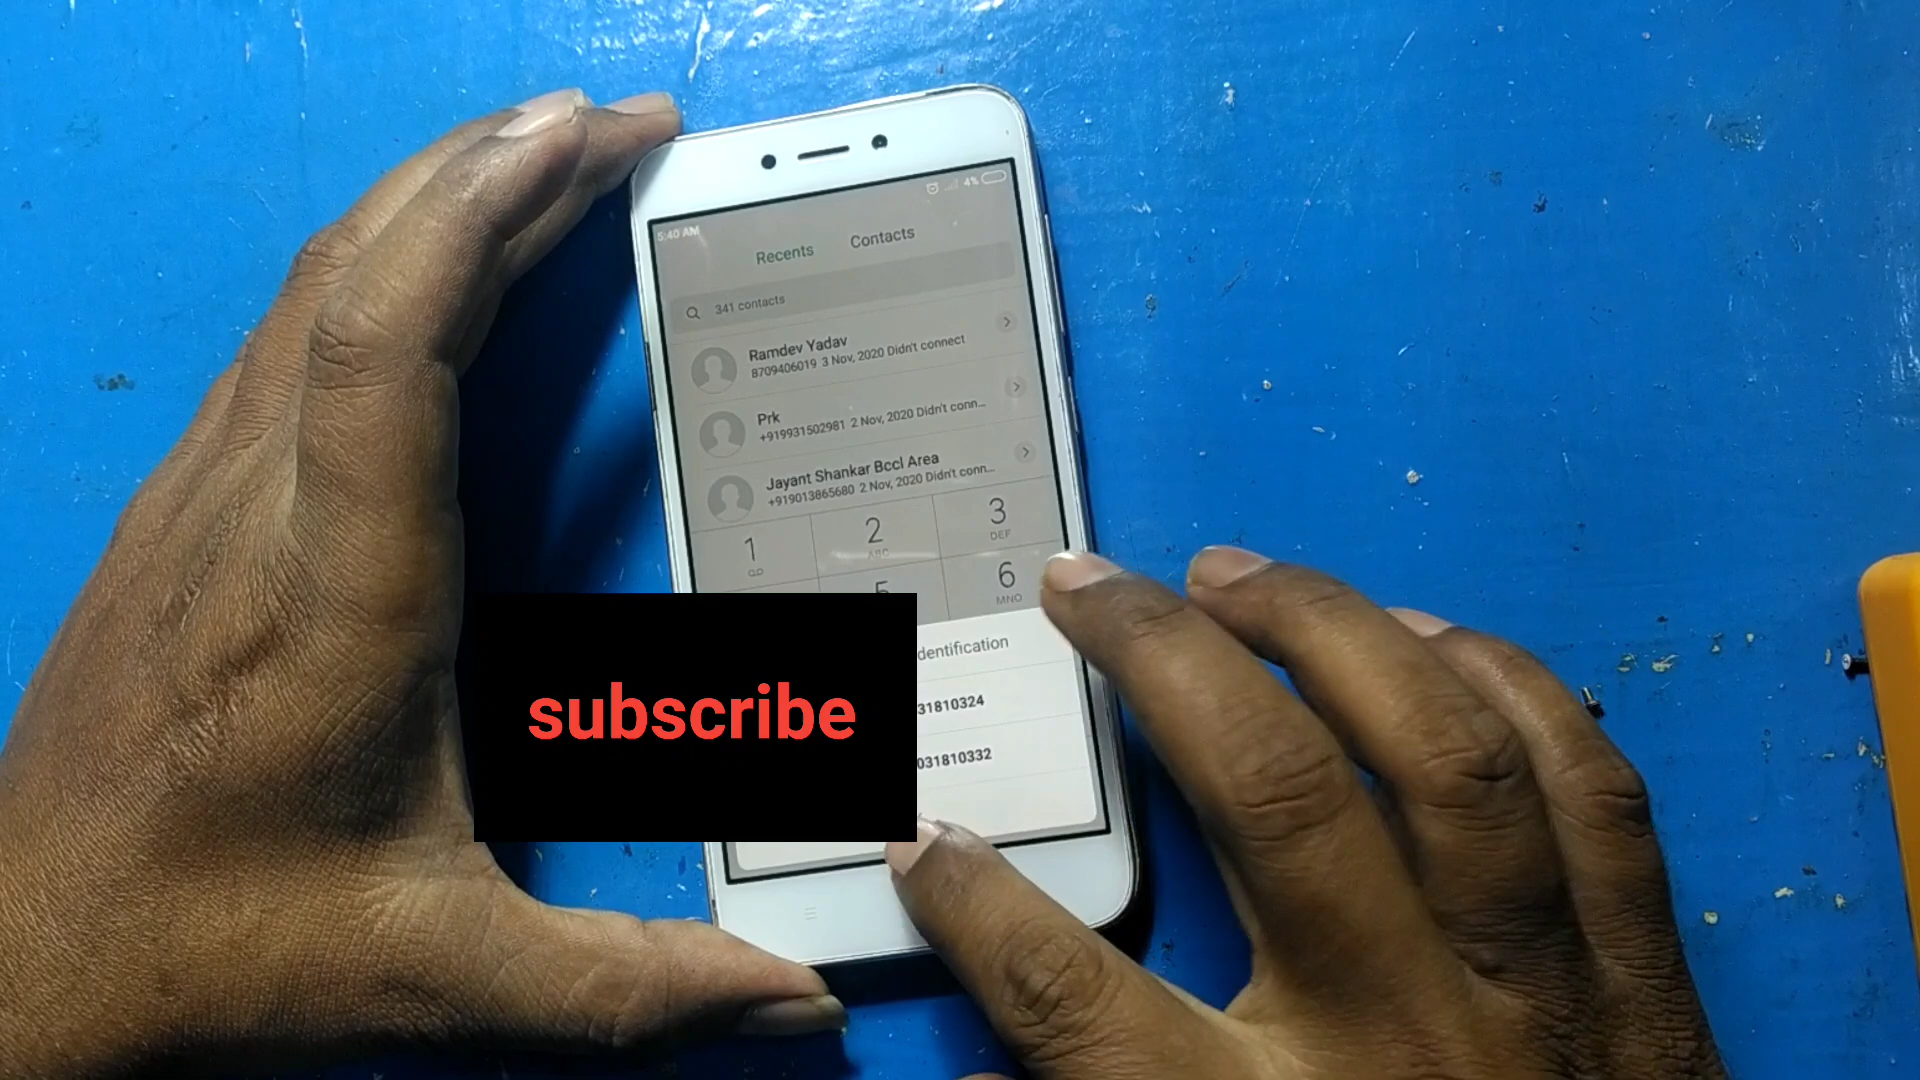 5:40 AM
4%
Recents
Contacts
341 contacts
Ramdev Yadav
8709406019 3 Nov, 2020 Didn't connect
Prk
+919931502981 2 Nov, 2020 Didn't conn...
Jayant Shankar Bccl Area
+919013865680 2 Nov, 2020 Didn't conn...
1
2
ABC
3
DEF
5
6
MNO
dentification
31810324
031810332
subscribe